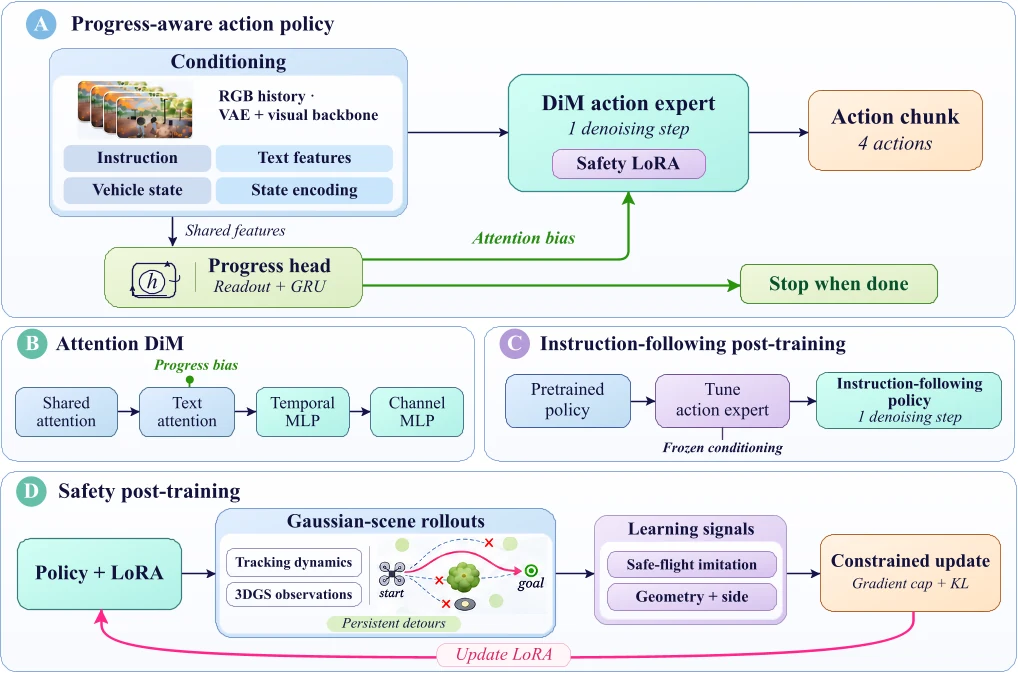 A Progress-aware action policy
Conditioning
RGB history ·
VAE + visual backbone
Instruction
Text features
Vehicle state
State encoding
DiM action expert
1 denoising step
Safety LoRA
Action chunk
4 actions
Shared features
Attention bias
h
Progress head
Readout + GRU
Stop when done
B Attention DiM
Progress bias
Shared
attention
Text
attention
Temporal
MLP
Channel
MLP
C Instruction-following post-training
Pretrained
policy
Tune
action expert
Instruction-following
policy
1 denoising step
Frozen conditioning
D Safety post-training
Policy + LoRA
Gaussian-scene rollouts
Tracking dynamics
3DGS observations
start
goal
Persistent detours
Learning signals
Safe-flight imitation
Geometry + side
Constrained update
Gradient cap + KL
Update LoRA